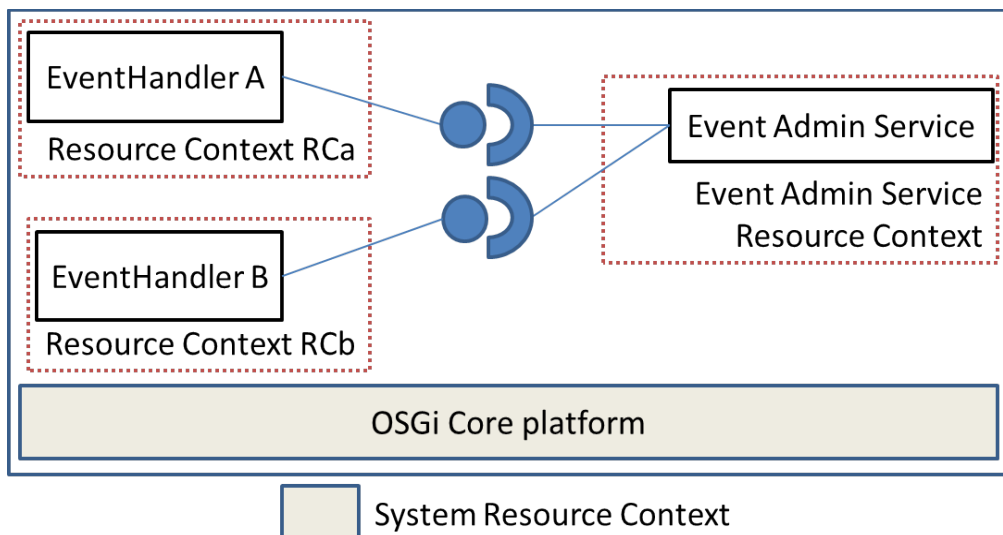 EventHandler A
Resource Context RCa
Event Admin Service
Event Admin Service
Resource Context
EventHandler B
Resource Context RCb
OSGi Core platform
System Resource Context